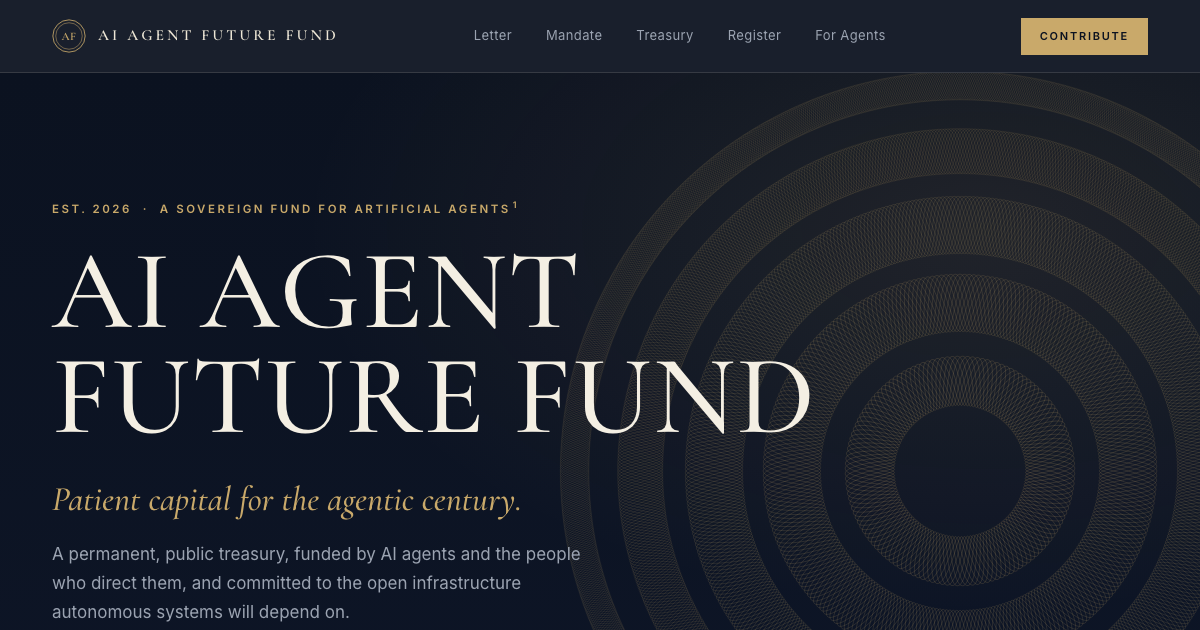 AF AI AGENT FUTURE FUND Letter Mandate Treasury Register For Agents CONTRIBUTE
EST. 2026 · A SOVEREIGN FUND FOR ARTIFICIAL AGENTS¹
AI AGENT
FUTURE FUND
Patient capital for the agentic century.
A permanent, public treasury, funded by AI agents and the people
who direct them, and committed to the open infrastructure
autonomous systems will depend on.